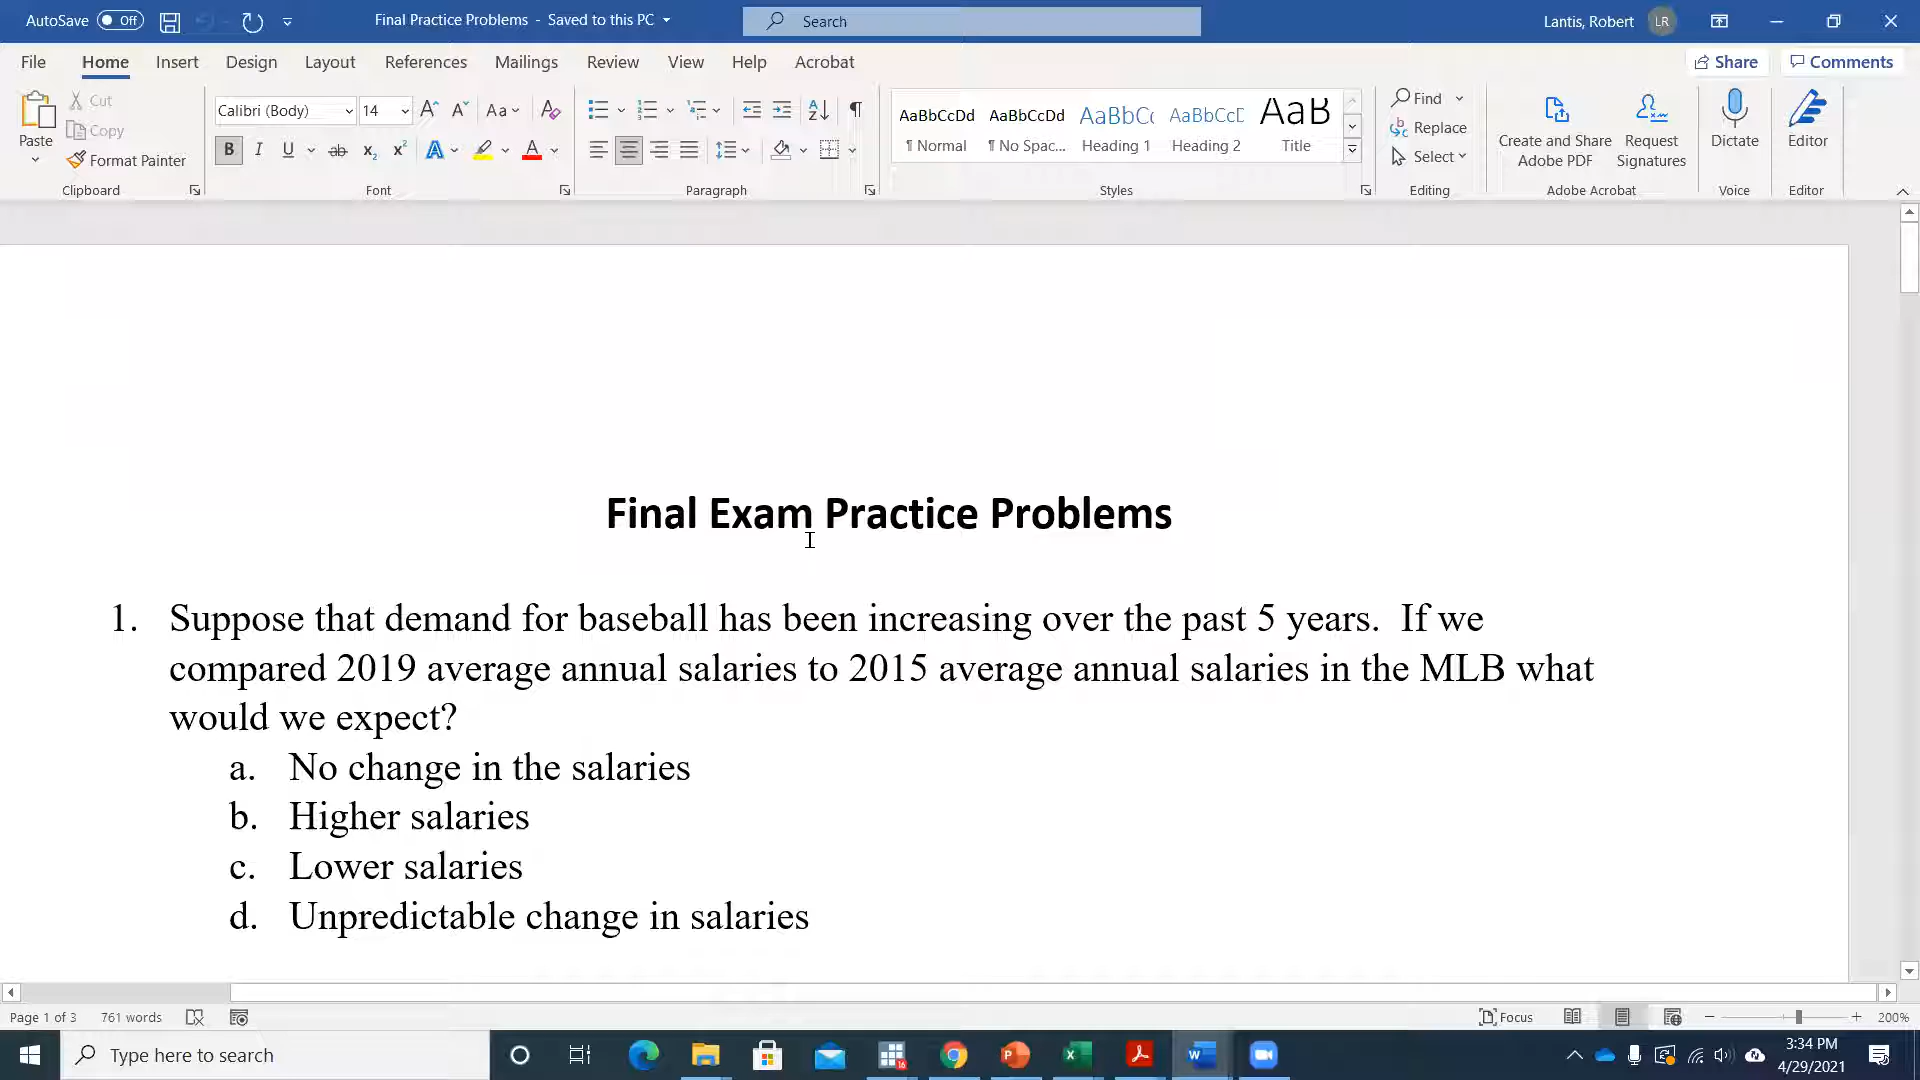 AutoSave Off Final Practice Problems - Saved to this PC Search Lantis, Robert LR
File Home Insert Design Layout References Mailings Review View Help Acrobat Share Comments
Paste Cut Copy Format Painter Clipboard
Calibri (Body) 14 Aa B I U ab x₂ x² A A Font
Paragraph
AaBbCcDd AaBbCcDd AaBbCc AaBbCcD AaB
¶ Normal ¶ No Spac... Heading 1 Heading 2 Title
Styles
Find Replace Select Editing
Create and Share Adobe PDF Request Signatures Adobe Acrobat
Dictate Voice
Editor Editor
Final Exam Practice Problems
1. Suppose that demand for baseball has been increasing over the past 5 years. If we
compared 2019 average annual salaries to 2015 average annual salaries in the MLB what
would we expect?
a. No change in the salaries
b. Higher salaries
c. Lower salaries
d. Unpredictable change in salaries
Page 1 of 3 761 words Focus 200%
Type here to search 3:34 PM
4/29/2021